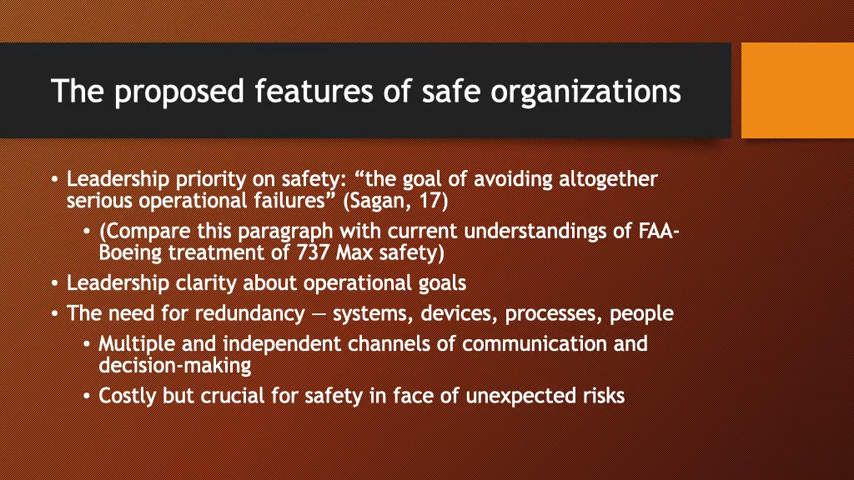 The proposed features of safe organizations
• Leadership priority on safety: “the goal of avoiding altogether
serious operational failures” (Sagan, 17)
• (Compare this paragraph with current understandings of FAA-
Boeing treatment of 737 Max safety)
• Leadership clarity about operational goals
• The need for redundancy — systems, devices, processes, people
• Multiple and independent channels of communication and
decision-making
• Costly but crucial for safety in face of unexpected risks